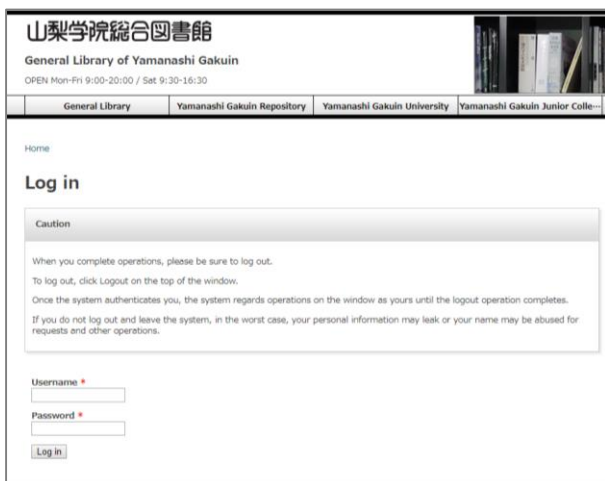 山梨学院総合図書館
General Library of Yamanashi Gakuin
OPEN Mon-Fri 9:00-20:00 / Sat 9:30-16:30
General Library
Yamanashi Gakuin Repository
Yamanashi Gakuin University
Yamanashi Gakuin Junior Colle…
Home
Log in
Caution
When you complete operations, please be sure to log out.
To log out, click Logout on the top of the window.
Once the system authenticates you, the system regards operations on the window as yours until the logout operation completes.
If you do not log out and leave the system, in the worst case, your personal information may leak or your name may be abused for
requests and other operations.
Username *
Password *
Log in